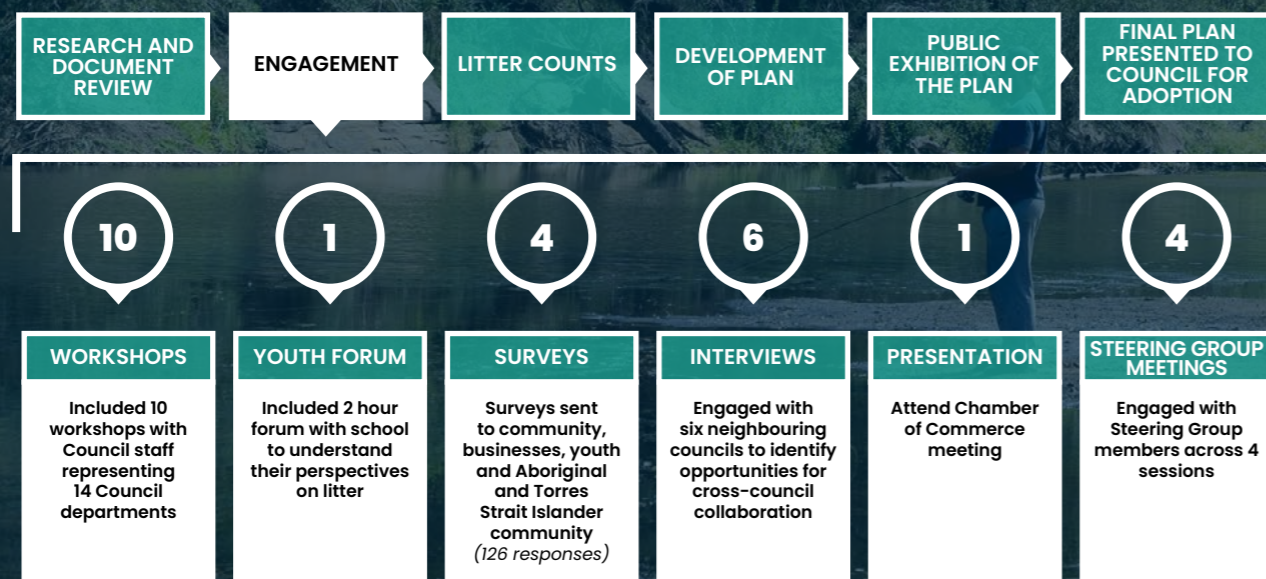 RESEARCH AND
DOCUMENT
REVIEW
ENGAGEMENT
LITTER COUNTS
DEVELOPMENT
OF PLAN
PUBLIC
EXHIBITION OF
THE PLAN
FINAL PLAN
PRESENTED TO
COUNCIL FOR
ADOPTION
10
WORKSHOPS
Included 10
workshops with
Council staff
representing
14 Council
departments
1
YOUTH FORUM
Included 2 hour
forum with school
to understand
their perspectives
on litter
4
SURVEYS
Surveys sent
to community,
businesses, youth
and Aboriginal
and Torres
Strait Islander
community
(126 responses)
6
INTERVIEWS
Engaged with
six neighbouring
councils to identify
opportunities for
cross-council
collaboration
1
PRESENTATION
Attend Chamber
of Commerce
meeting
4
STEERING GROUP
MEETINGS
Engaged with
Steering Group
members across 4
sessions